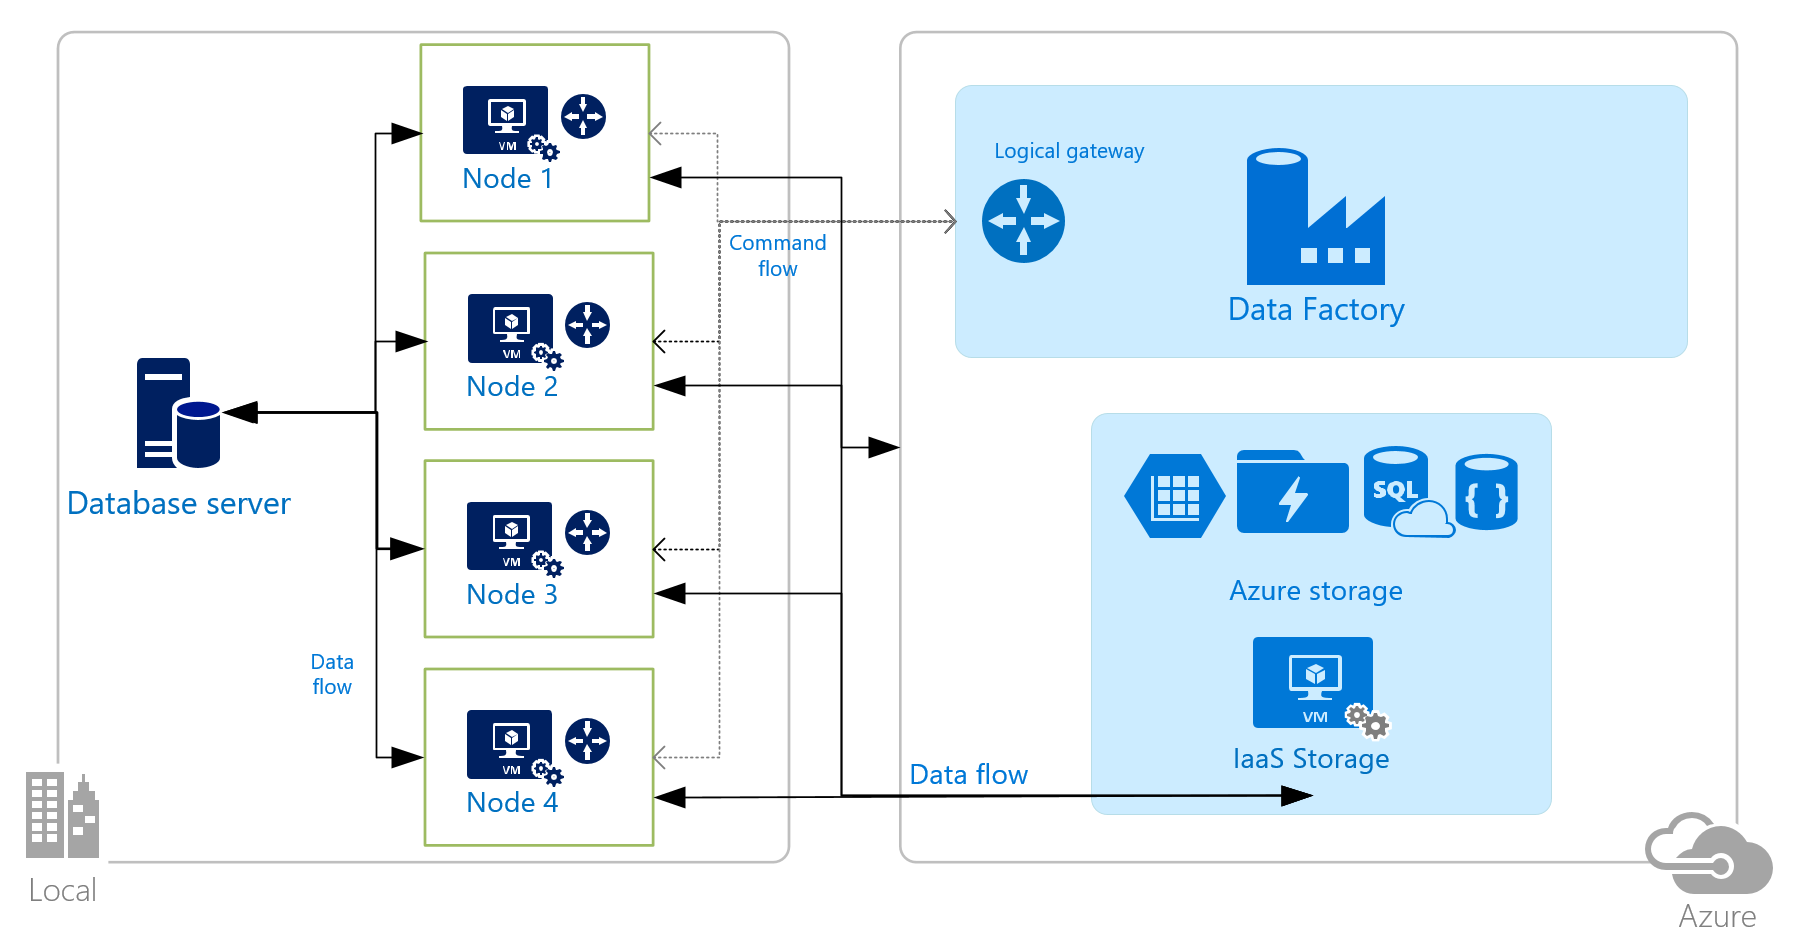 VM
Node 1
Logical gateway
Command
flow
Data Factory
VM
Node 2
Database server
SQL
{ }
VM
Node 3
Azure storage
Data
flow
VM
IaaS Storage
VM
Node 4
Data flow
Local
Azure